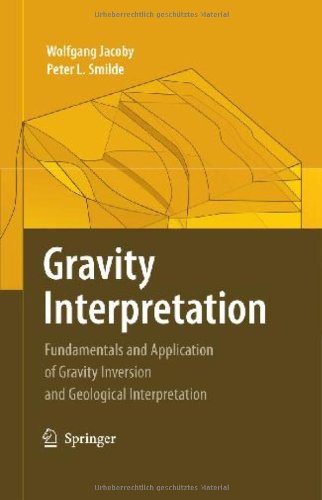 Urheberrechtlich geschütztes Material
Wolfgang Jacoby
Peter L. Smilde
Gravity
Interpretation
Fundamentals and Application
of Gravity Inversion
and Geological Interpretation
Springer
Urheberrechtlich geschütztes Material